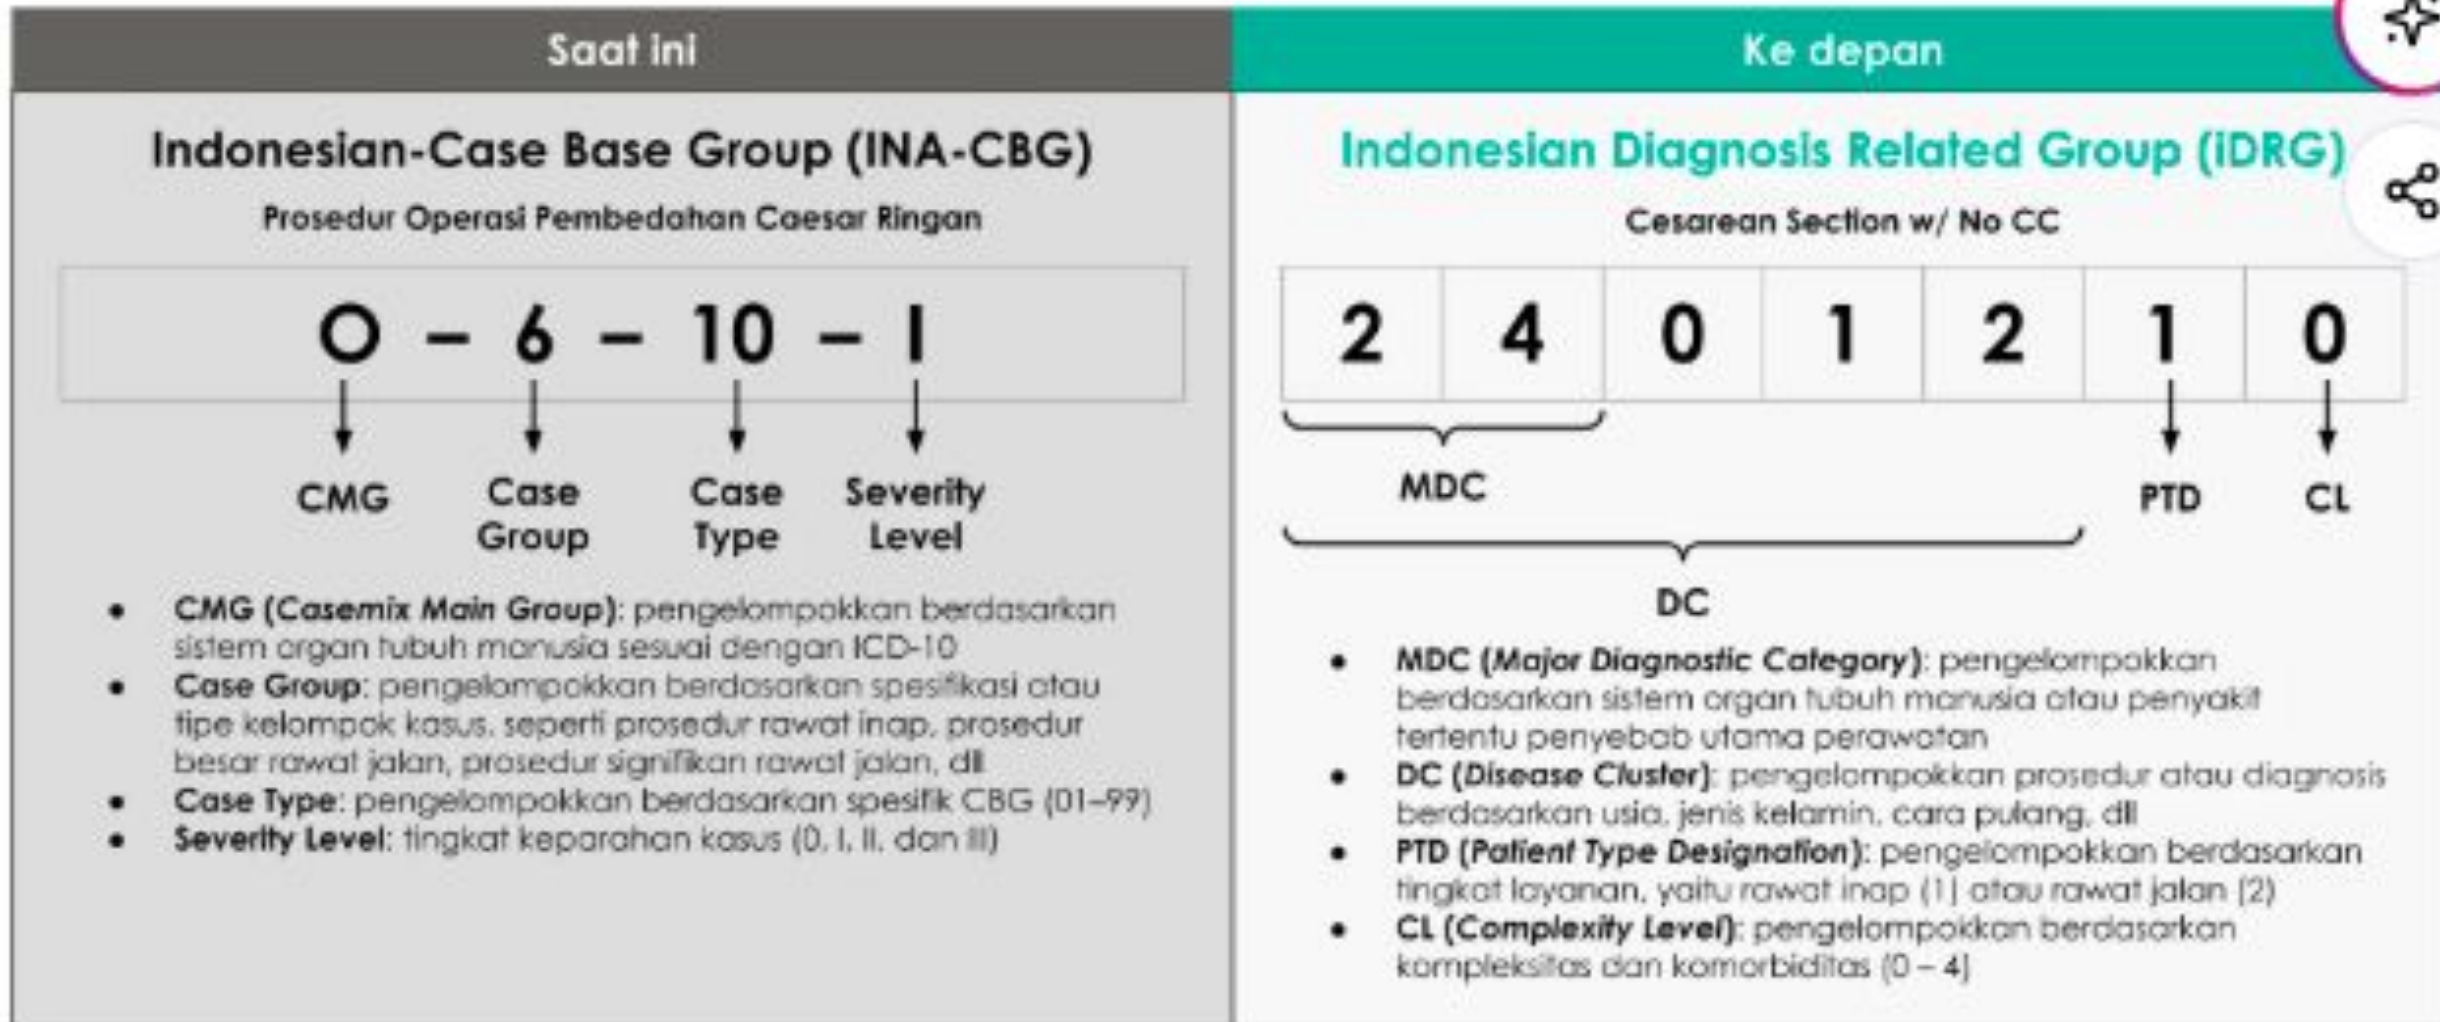 Saat ini
Indonesian-Case Base Group (INA-CBG)
Prosedur Operasi Pembedahan Caesar Ringan
O – 6 – 10 – I
CMG
Case Group
Case Type
Severity Level
• CMG (Casemix Main Group): pengelompokkan berdasarkan
sistem organ tubuh manusia sesuai dengan ICD-10
• Case Group: pengelompokkan berdasarkan spesifikasi atau
tipe kelompok kasus, seperti prosedur rawat inap, prosedur
besar rawat jalan, prosedur signifikan rawat jalan, dll
• Case Type: pengelompokkan berdasarkan spesifik CBG (01–99)
• Severity Level: tingkat keparahan kasus (0, I, II, dan III)
Ke depan
Indonesian Diagnosis Related Group (iDRG)
Cesarean Section w/ No CC
2 4 0 1 2 1 0
MDC
PTD
CL
DC
• MDC (Major Diagnostic Category): pengelompokkan
berdasarkan sistem organ tubuh manusia atau penyakit
tertentu penyebab utama perawatan
• DC (Disease Cluster): pengelompokkan prosedur atau diagnosis
berdasarkan usia, jenis kelamin, cara pulang, dll
• PTD (Patient Type Designation): pengelompokkan berdasarkan
tingkat layanan, yaitu rawat inap (1) atau rawat jalan (2)
• CL (Complexity Level): pengelompokkan berdasarkan
kompleksitas dan komorbiditas (0 – 4)